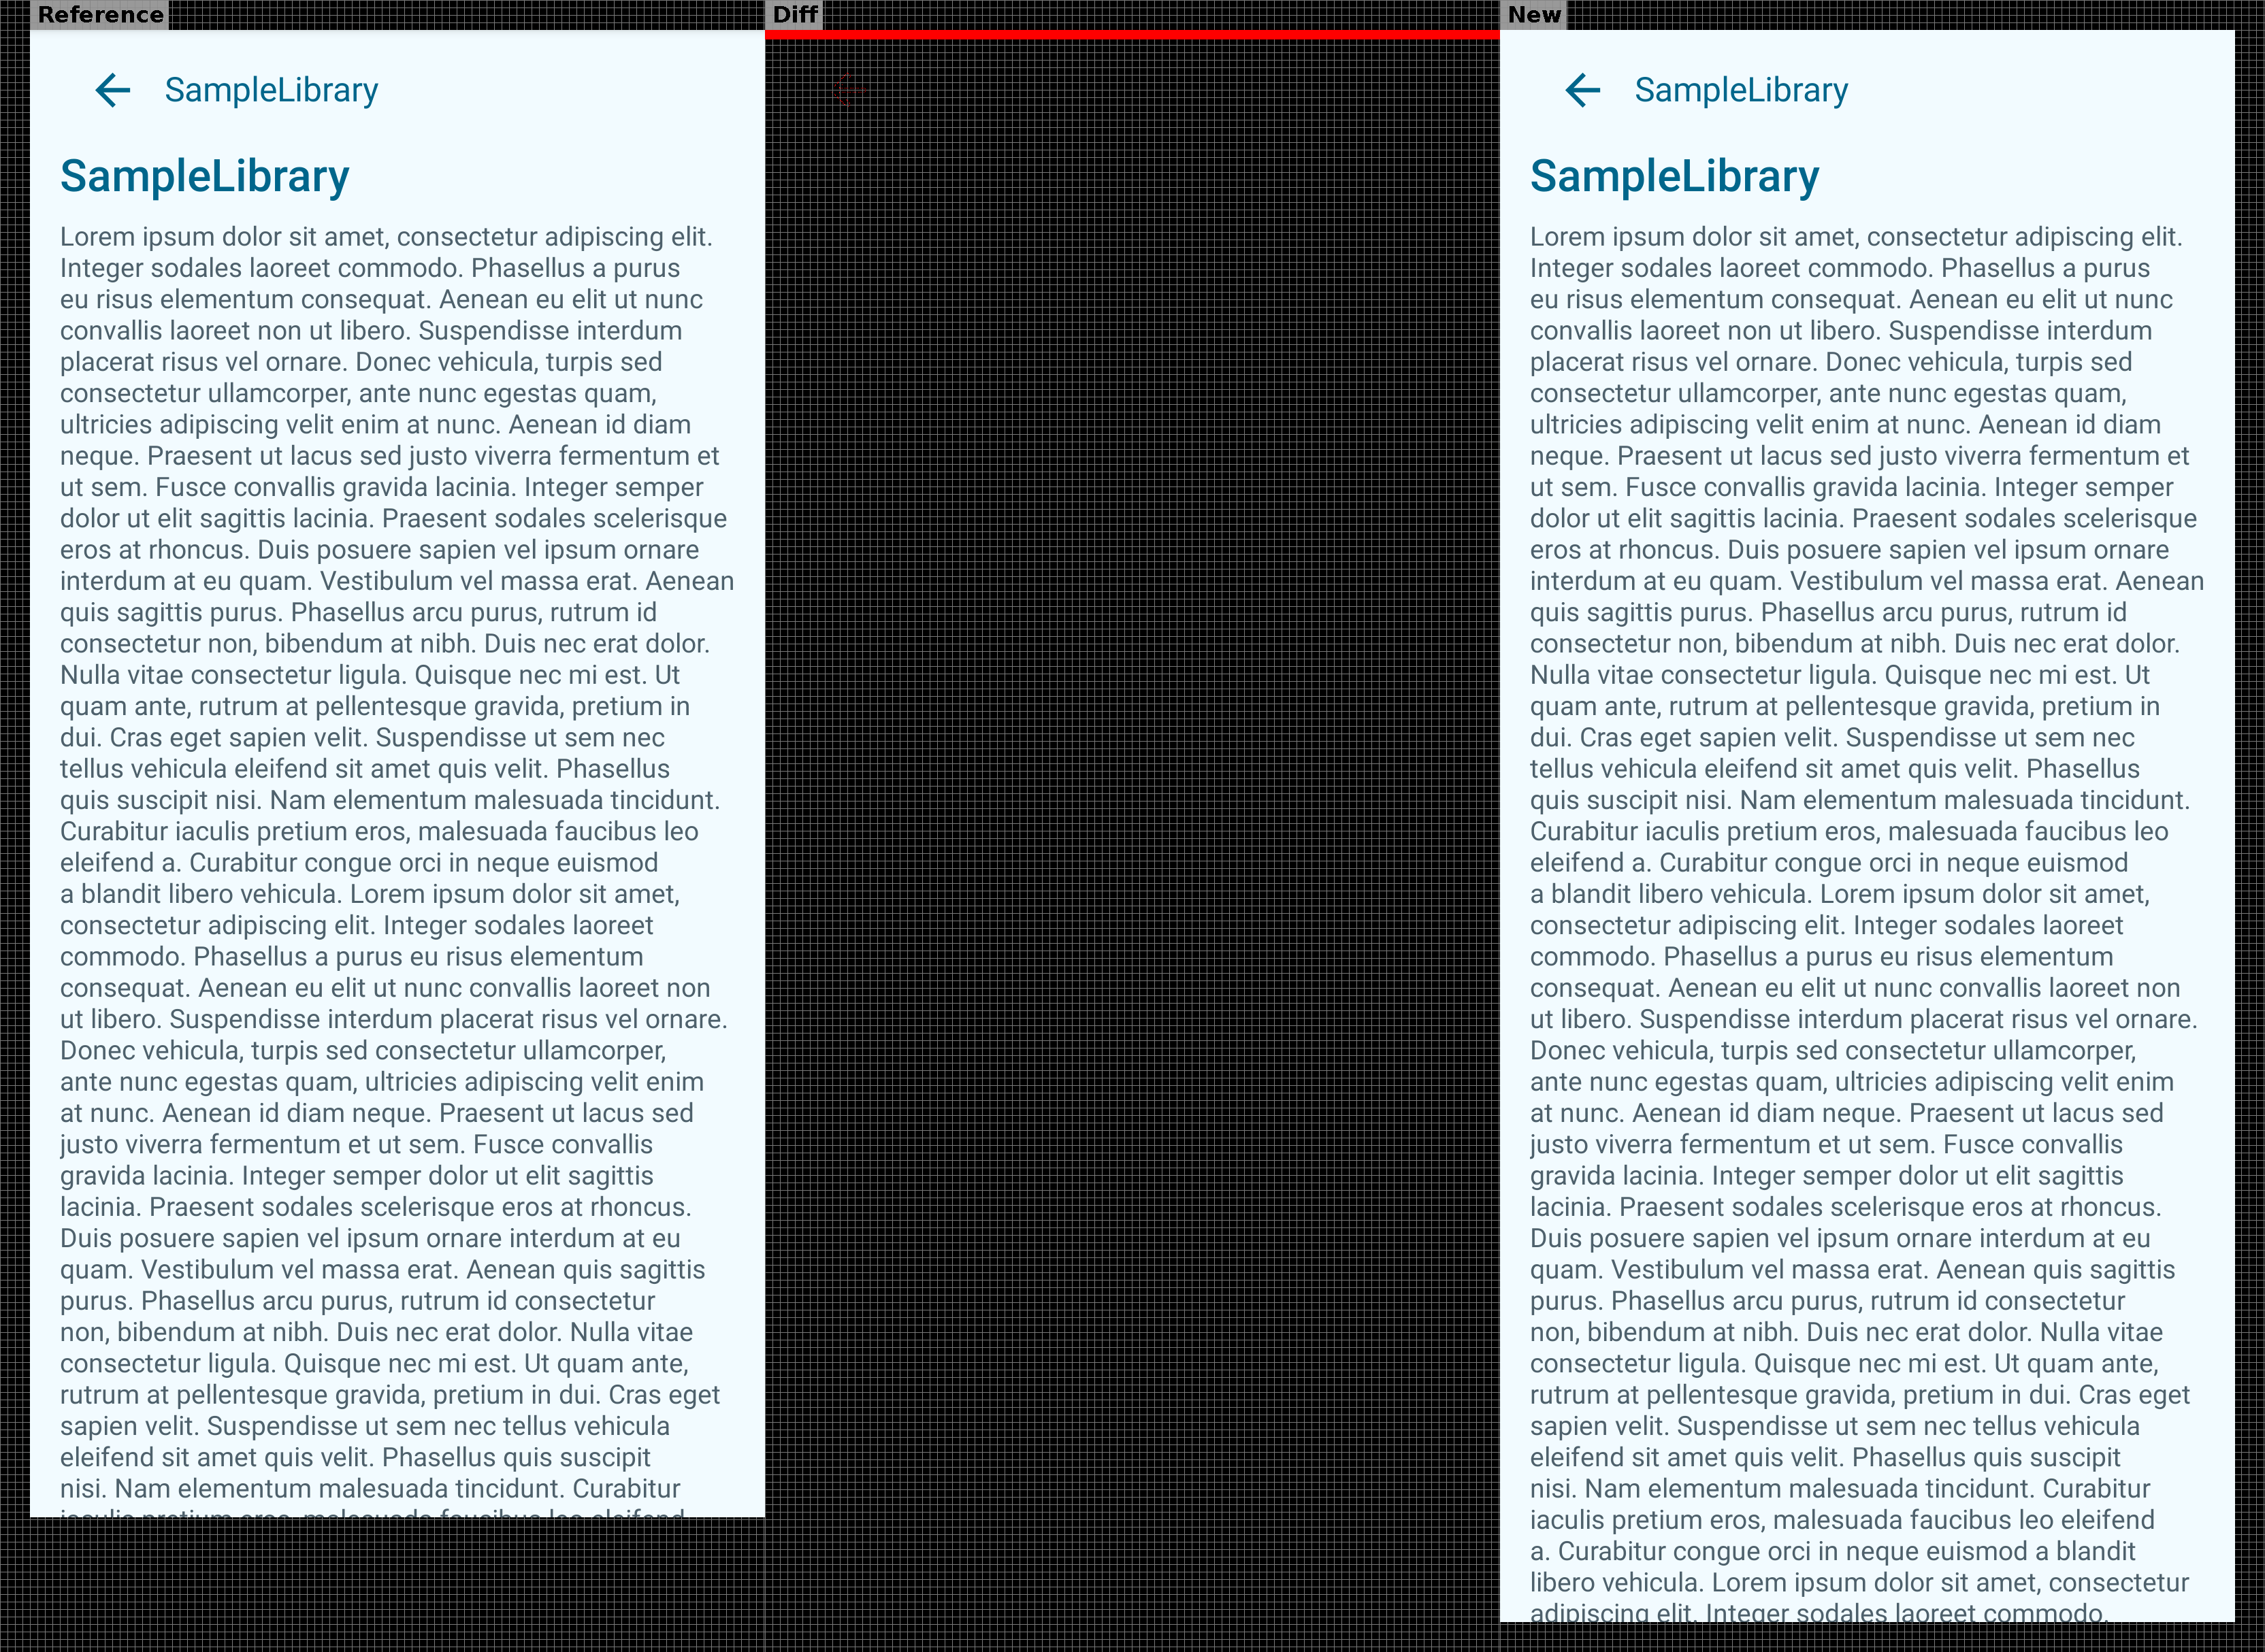 Reference
Diff
New
SampleLibrary
SampleLibrary
Lorem ipsum dolor sit amet, consectetur adipiscing elit.
Integer sodales laoreet commodo. Phasellus a purus
eu risus elementum consequat. Aenean eu elit ut nunc
convallis laoreet non ut libero. Suspendisse interdum
placerat risus vel ornare. Donec vehicula, turpis sed
consectetur ullamcorper, ante nunc egestas quam,
ultricies adipiscing velit enim at nunc. Aenean id diam
neque. Praesent ut lacus sed justo viverra fermentum et
ut sem. Fusce convallis gravida lacinia. Integer semper
dolor ut elit sagittis lacinia. Praesent sodales scelerisque
eros at rhoncus. Duis posuere sapien vel ipsum ornare
interdum at eu quam. Vestibulum vel massa erat. Aenean
quis sagittis purus. Phasellus arcu purus, rutrum id
consectetur non, bibendum at nibh. Duis nec erat dolor.
Nulla vitae consectetur ligula. Quisque nec mi est. Ut
quam ante, rutrum at pellentesque gravida, pretium in
dui. Cras eget sapien velit. Suspendisse ut sem nec
tellus vehicula eleifend sit amet quis velit. Phasellus
quis suscipit nisi. Nam elementum malesuada tincidunt.
Curabitur iaculis pretium eros, malesuada faucibus leo
eleifend a. Curabitur congue orci in neque euismod
a blandit libero vehicula. Lorem ipsum dolor sit amet,
consectetur adipiscing elit. Integer sodales laoreet
commodo. Phasellus a purus eu risus elementum
consequat. Aenean eu elit ut nunc convallis laoreet non
ut libero. Suspendisse interdum placerat risus vel ornare.
Donec vehicula, turpis sed consectetur ullamcorper,
ante nunc egestas quam, ultricies adipiscing velit enim
at nunc. Aenean id diam neque. Praesent ut lacus sed
justo viverra fermentum et ut sem. Fusce convallis
gravida lacinia. Integer semper dolor ut elit sagittis
lacinia. Praesent sodales scelerisque eros at rhoncus.
Duis posuere sapien vel ipsum ornare interdum at eu
quam. Vestibulum vel massa erat. Aenean quis sagittis
purus. Phasellus arcu purus, rutrum id consectetur
non, bibendum at nibh. Duis nec erat dolor. Nulla vitae
consectetur ligula. Quisque nec mi est. Ut quam ante,
rutrum at pellentesque gravida, pretium in dui. Cras eget
sapien velit. Suspendisse ut sem nec tellus vehicula
eleifend sit amet quis velit. Phasellus quis suscipit
nisi. Nam elementum malesuada tincidunt. Curabitur
SampleLibrary
SampleLibrary
Lorem ipsum dolor sit amet, consectetur adipiscing elit.
Integer sodales laoreet commodo. Phasellus a purus
eu risus elementum consequat. Aenean eu elit ut nunc
convallis laoreet non ut libero. Suspendisse interdum
placerat risus vel ornare. Donec vehicula, turpis sed
consectetur ullamcorper, ante nunc egestas quam,
ultricies adipiscing velit enim at nunc. Aenean id diam
neque. Praesent ut lacus sed justo viverra fermentum et
ut sem. Fusce convallis gravida lacinia. Integer semper
dolor ut elit sagittis lacinia. Praesent sodales scelerisque
eros at rhoncus. Duis posuere sapien vel ipsum ornare
interdum at eu quam. Vestibulum vel massa erat. Aenean
quis sagittis purus. Phasellus arcu purus, rutrum id
consectetur non, bibendum at nibh. Duis nec erat dolor.
Nulla vitae consectetur ligula. Quisque nec mi est. Ut
quam ante, rutrum at pellentesque gravida, pretium in
dui. Cras eget sapien velit. Suspendisse ut sem nec
tellus vehicula eleifend sit amet quis velit. Phasellus
quis suscipit nisi. Nam elementum malesuada tincidunt.
Curabitur iaculis pretium eros, malesuada faucibus leo
eleifend a. Curabitur congue orci in neque euismod
a blandit libero vehicula. Lorem ipsum dolor sit amet,
consectetur adipiscing elit. Integer sodales laoreet
commodo. Phasellus a purus eu risus elementum
consequat. Aenean eu elit ut nunc convallis laoreet non
ut libero. Suspendisse interdum placerat risus vel ornare.
Donec vehicula, turpis sed consectetur ullamcorper,
ante nunc egestas quam, ultricies adipiscing velit enim
at nunc. Aenean id diam neque. Praesent ut lacus sed
justo viverra fermentum et ut sem. Fusce convallis
gravida lacinia. Integer semper dolor ut elit sagittis
lacinia. Praesent sodales scelerisque eros at rhoncus.
Duis posuere sapien vel ipsum ornare interdum at eu
quam. Vestibulum vel massa erat. Aenean quis sagittis
purus. Phasellus arcu purus, rutrum id consectetur
non, bibendum at nibh. Duis nec erat dolor. Nulla vitae
consectetur ligula. Quisque nec mi est. Ut quam ante,
rutrum at pellentesque gravida, pretium in dui. Cras eget
sapien velit. Suspendisse ut sem nec tellus vehicula
eleifend sit amet quis velit. Phasellus quis suscipit
nisi. Nam elementum malesuada tincidunt. Curabitur
iaculis pretium eros, malesuada faucibus leo eleifend
a. Curabitur congue orci in neque euismod a blandit
libero vehicula. Lorem ipsum dolor sit amet, consectetur
adipiscing elit. Integer sodales laoreet commodo.